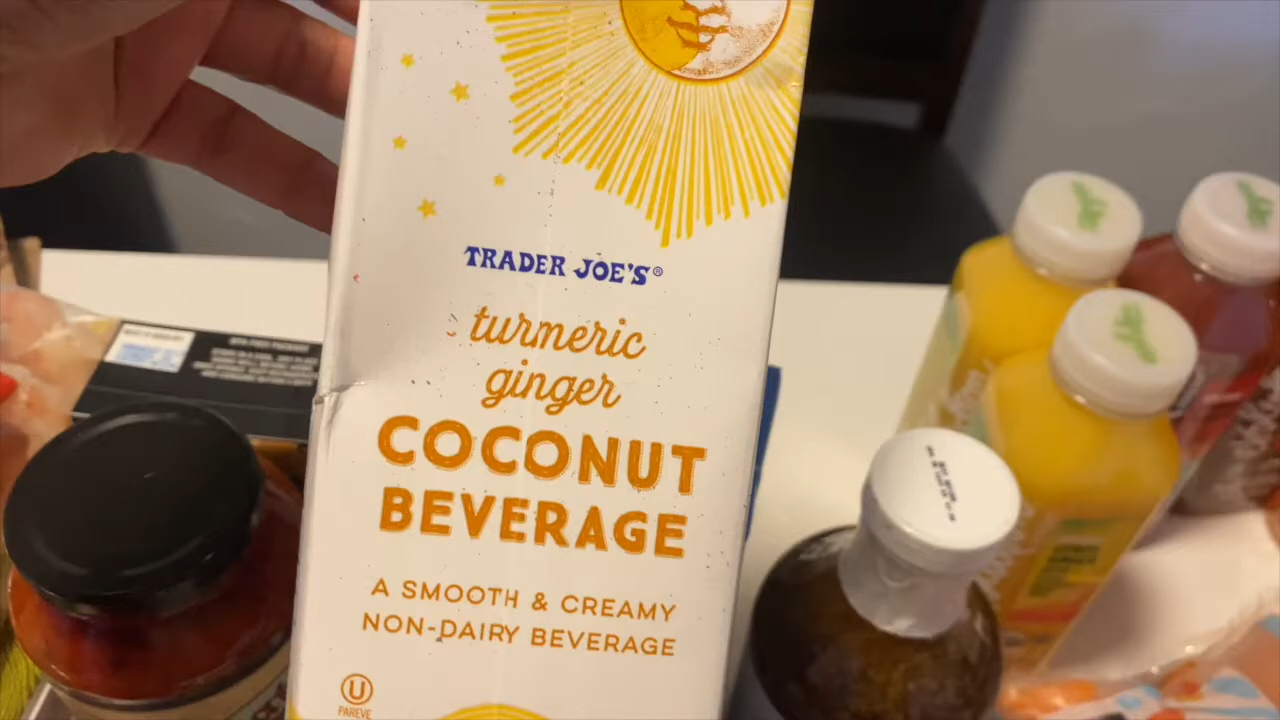 TRADER JOE'S®
turmeric
ginger
COCONUT
BEVERAGE
A SMOOTH & CREAMY
NON-DAIRY BEVERAGE
U
PAREVE